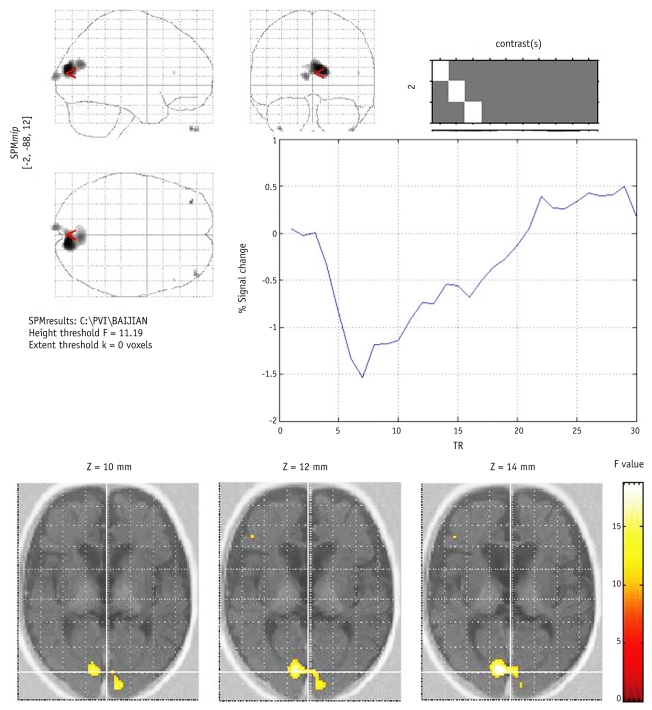 contrast(s)
2
SPMmip
[-2, -88, 12]
SPMresults: C:\PVI\BAIJIAN
Height threshold F = 11.19
Extent threshold k = 0 voxels
% Signal change
1
0.5
0
-0.5
-1
-1.5
-2
0 5 10 15 20 25 30
TR
Z = 10 mm
Z = 12 mm
Z = 14 mm
F value
15
10
5
0